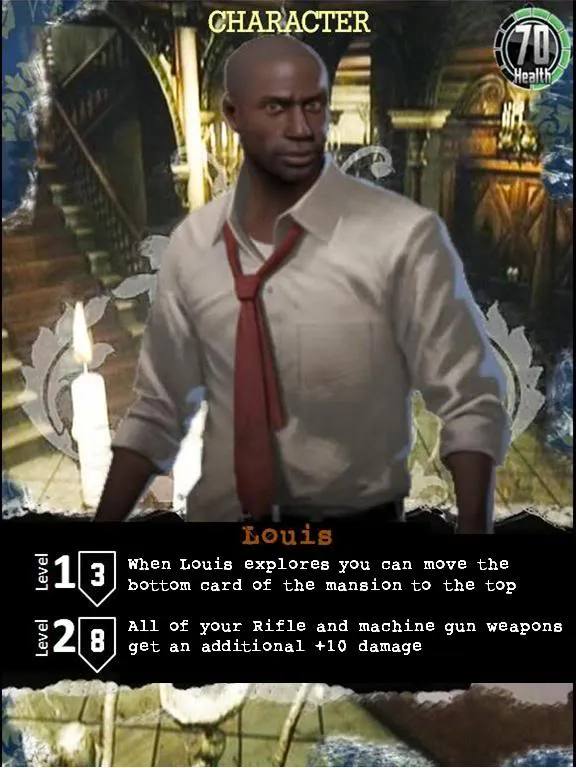 CHARACTER
70
Health
Louis
Level 1 3 When Louis explores you can move the
bottom card of the mansion to the top
Level 2 8 All of your Rifle and machine gun weapons
get an additional +10 damage